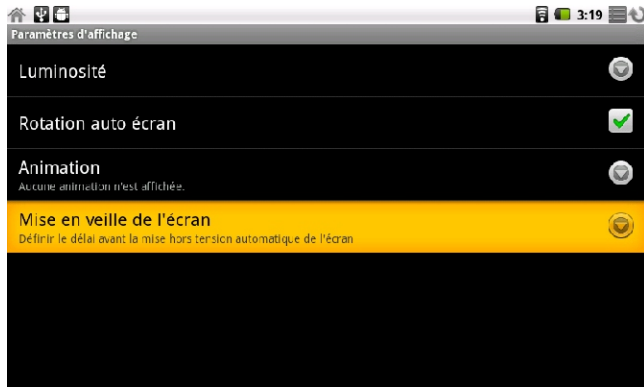 3:19
Paramètres d'affichage
Luminosité
Rotation auto écran
Animation
Aucune animation n'est affichée.
Mise en veille de l'écran
Définir le délai avant la mise hors tension automatique de l'écran